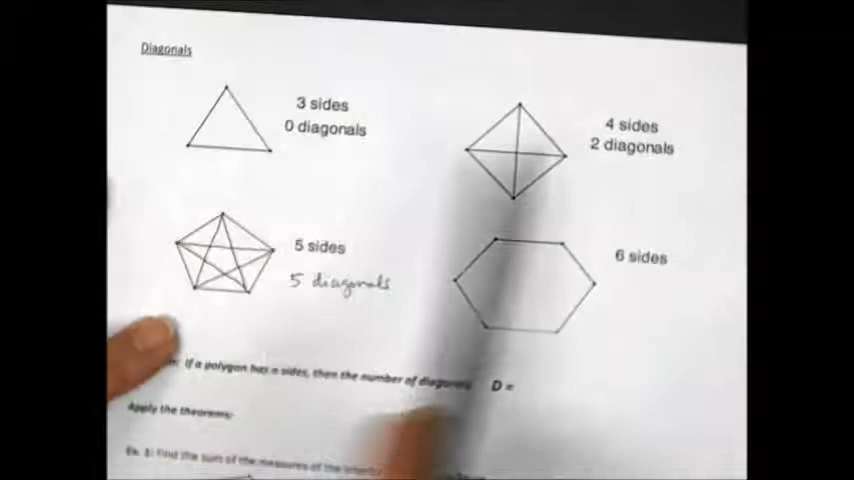 Diagonals
3 sides
0 diagonals
4 sides
2 diagonals
5 sides
5 diagonals
6 sides
If a polygon has n sides, then the number of diagonals D =
Apply the theorems:
Ex. 1: Find the sum of the measures of the interior